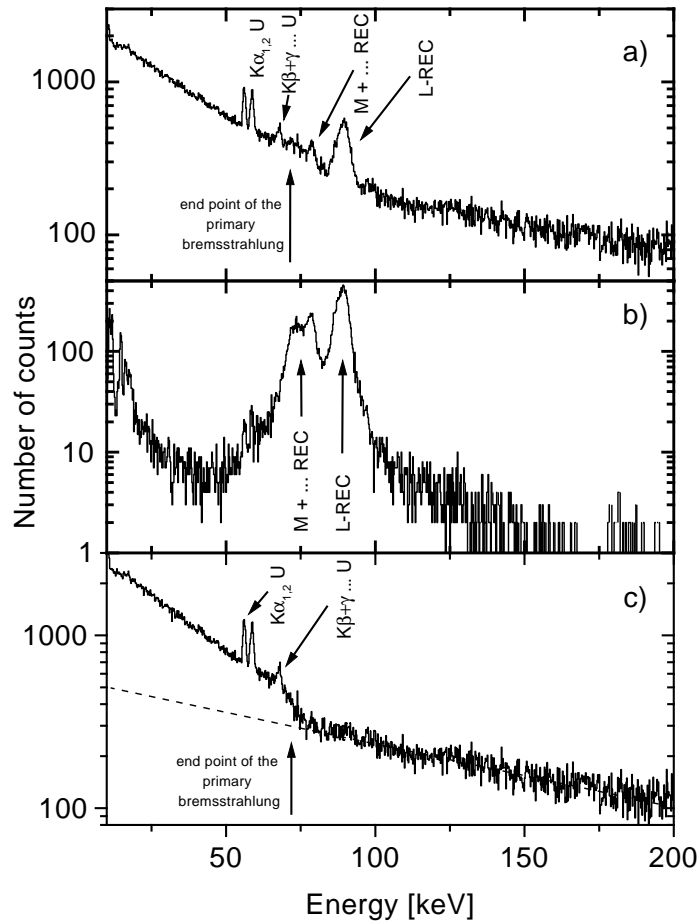 a)
Kα1,2 U
Kβ+γ ... U
M + ... REC
L-REC
1000
100
end point of the
primary
bremsstrahlung
b)
100
10
1
M + ... REC
L-REC
Number of counts
c)
Kα1,2 U
Kβ+γ ... U
1000
100
end point of the
primary
bremsstrahlung
50
100
150
200
Energy [keV]